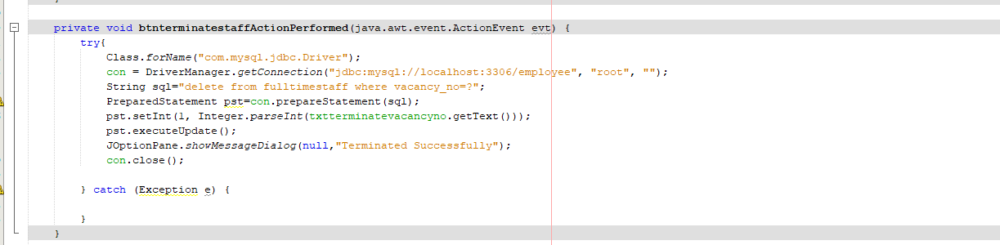 private void btnterminatestaffActionPerformed(java.awt.event.ActionEvent evt) {
try{
Class.forName("com.mysql.jdbc.Driver");
con = DriverManager.getConnection("jdbc:mysql://localhost:3306/employee", "root", "");
String sql="delete from fulltimestaff where vacancy_no=?";
PreparedStatement pst=con.prepareStatement(sql);
pst.setInt(1, Integer.parseInt(txtterminatevacancyno.getText()));
pst.executeUpdate();
JOptionPane.showMessageDialog(null,"Terminated Successfully");
con.close();
} catch (Exception e) {
}
}